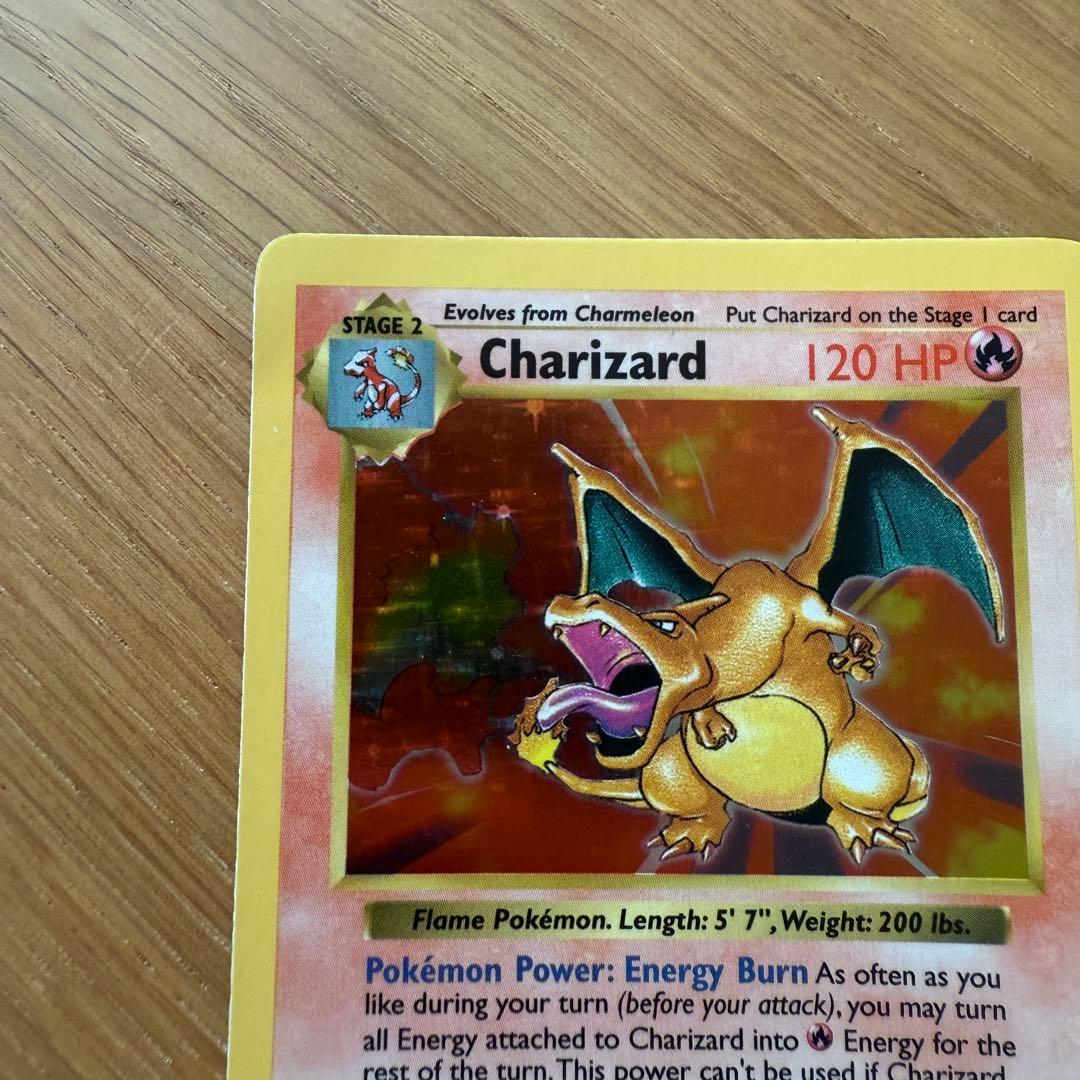 Evolves from Charmeleon Put Charizard on the Stage 1 card
STAGE 2
Charizard 120 HP
Flame Pokémon. Length: 5' 7", Weight: 200 lbs.
Pokémon Power: Energy Burn As often as you
like during your turn (before your attack), you may turn
all Energy attached to Charizard into Energy for the
rest of the turn. This power can't be used if Charizard